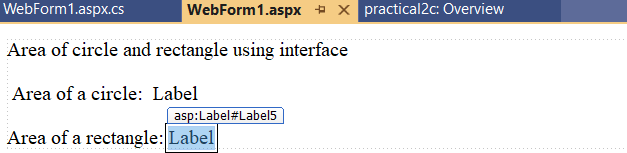 WebForm1.aspx.cs WebForm1.aspx practical2c: Overview
Area of circle and rectangle using interface
Area of a circle: Label
asp:Label#Label5
Area of a rectangle: Label